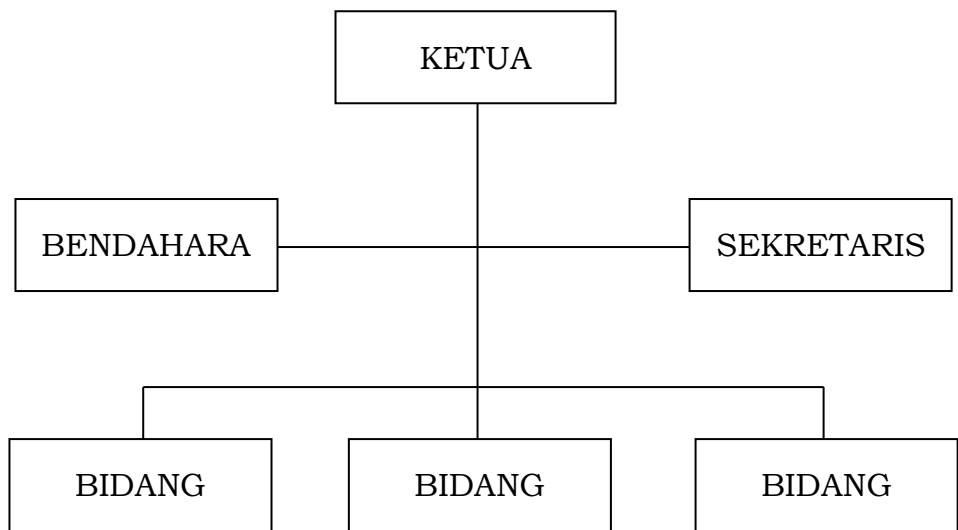 KETUA
BENDAHARA
SEKRETARIS
BIDANG
BIDANG
BIDANG